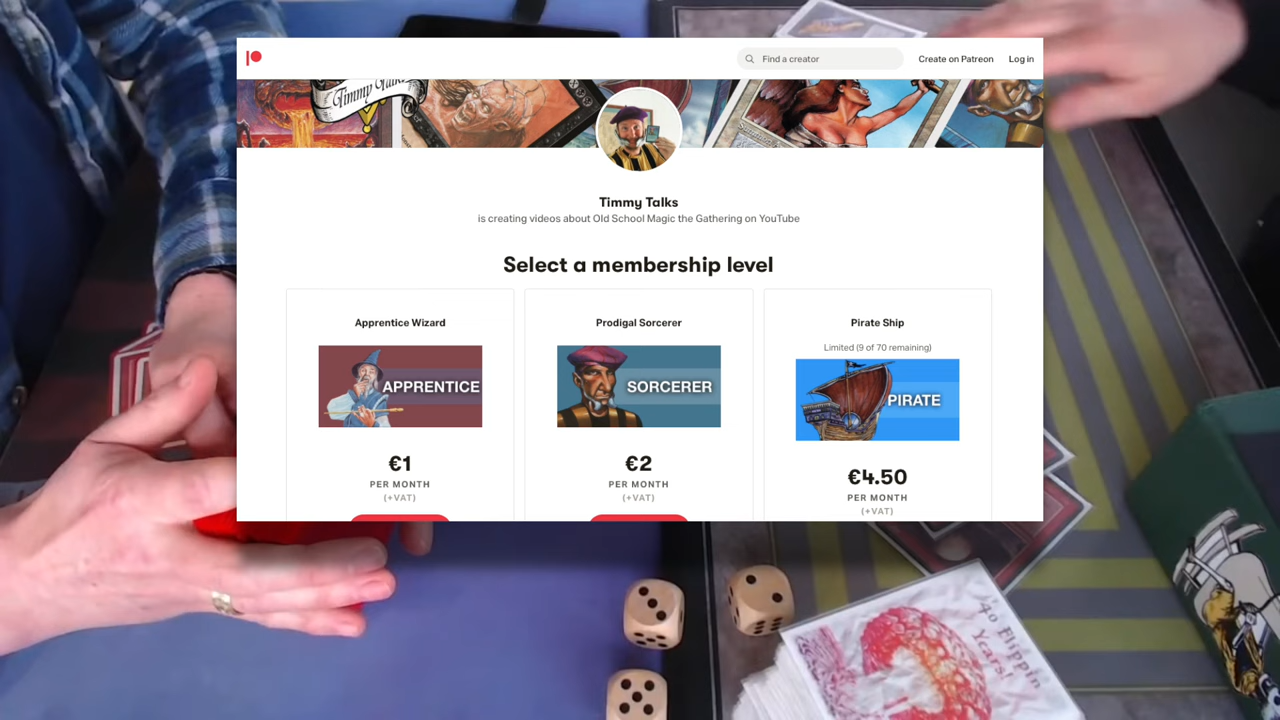 Find a creator
Create on Patreon
Log in
Timmy Talks
Timmy Talks
is creating videos about Old School Magic the Gathering on YouTube
Select a membership level
Apprentice Wizard
Prodigal Sorcerer
Pirate Ship
Limited (9 of 70 remaining)
APPRENTICE
SORCERER
PIRATE
€1
€2
€4.50
PER MONTH
PER MONTH
PER MONTH
(+VAT)
(+VAT)
(+VAT)
40 Flippin
Years!